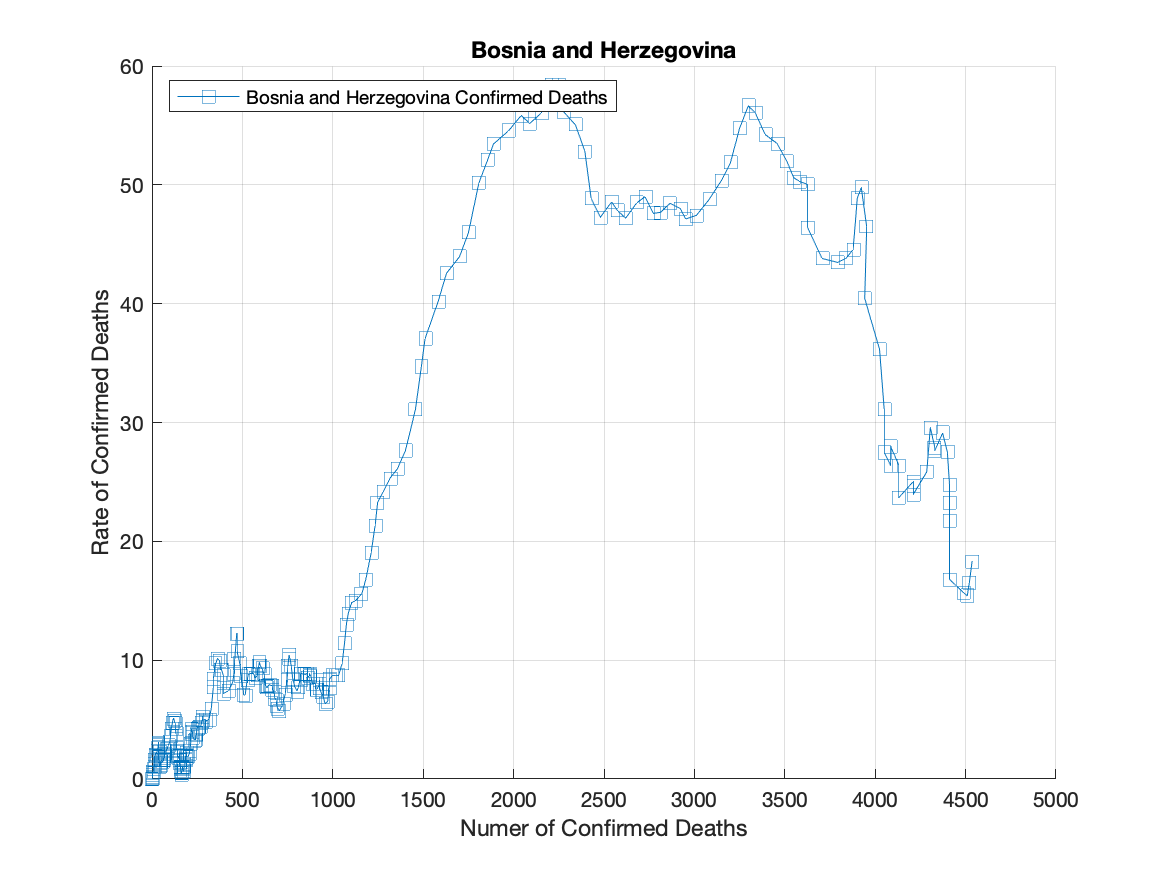 Bosnia and Herzegovina
Bosnia and Herzegovina Confirmed Deaths
Rate of Confirmed Deaths
60
50
40
30
20
10
0
0 500 1000 1500 2000 2500 3000 3500 4000 4500 5000
Numer of Confirmed Deaths